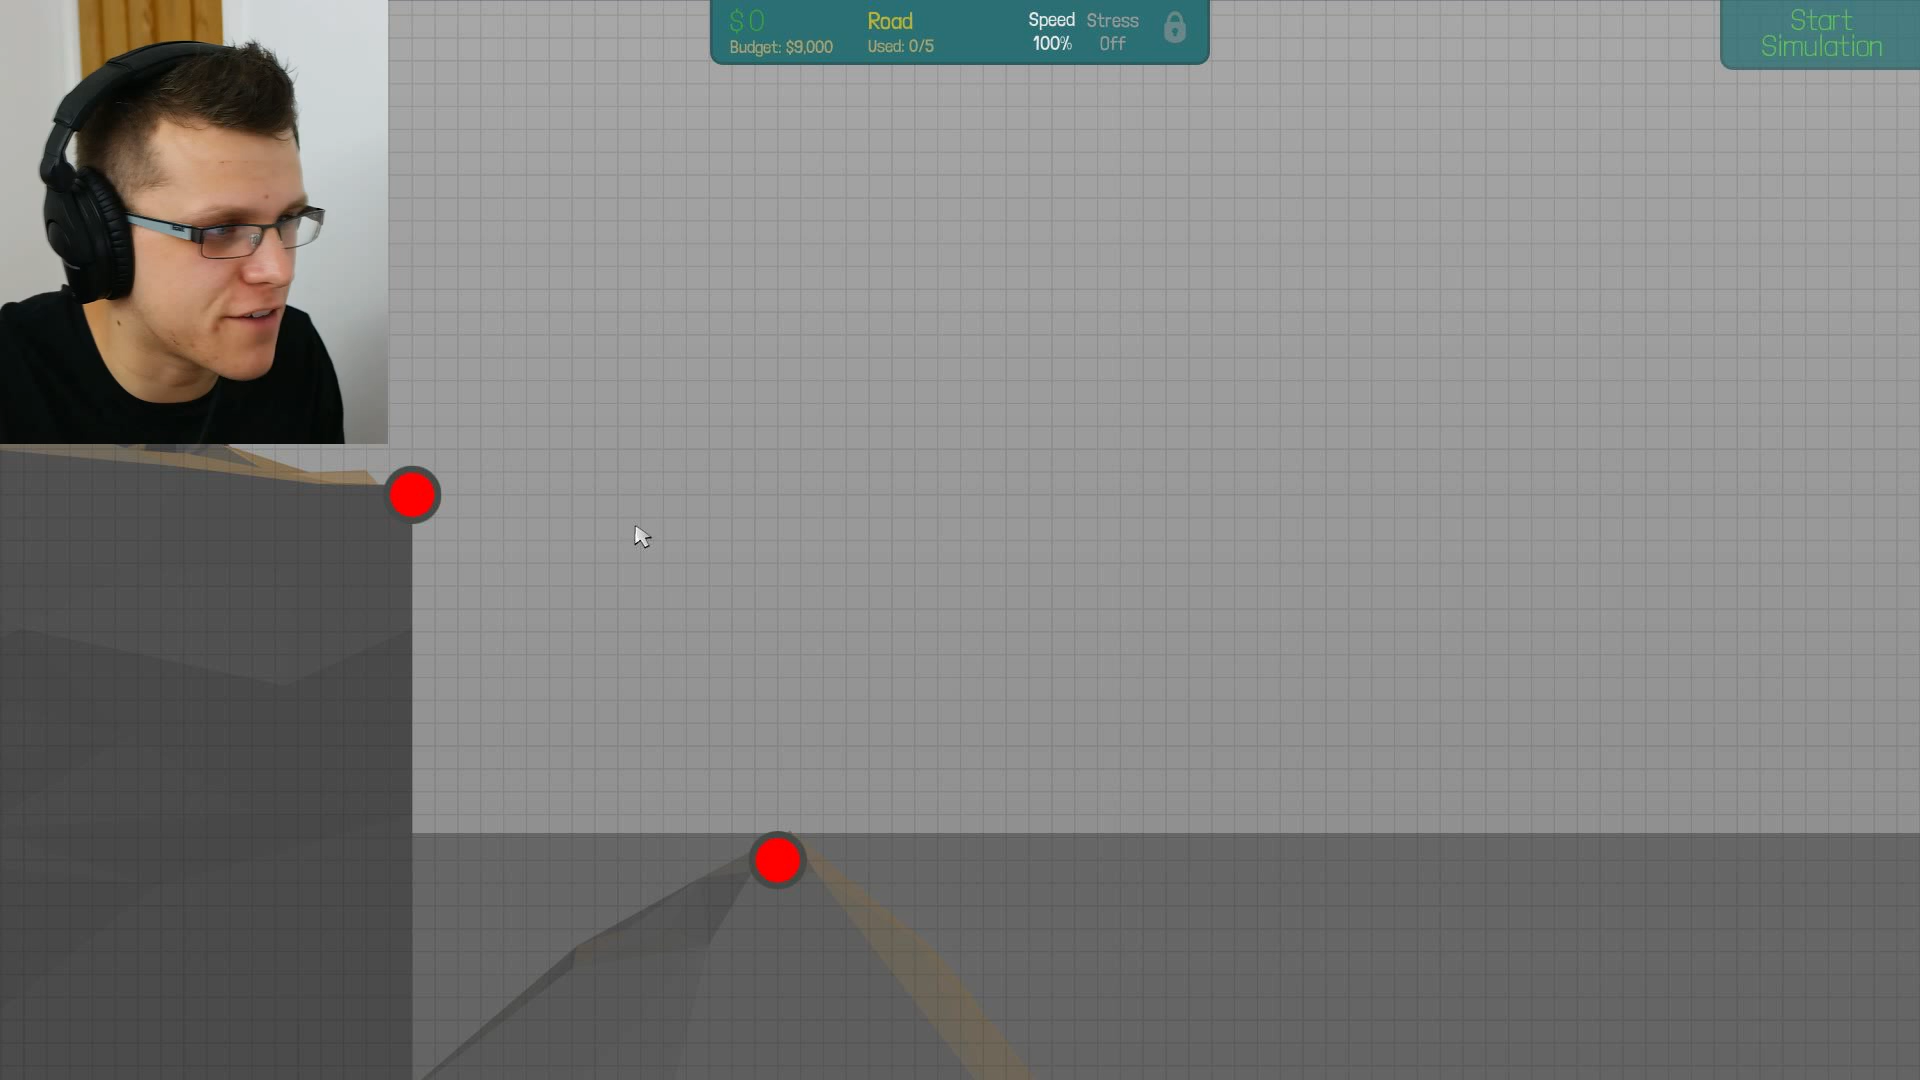 $ 0
Budget: $9,000
Road
Used: 0/5
Speed
100%
Stress
Off
Start
Simulation